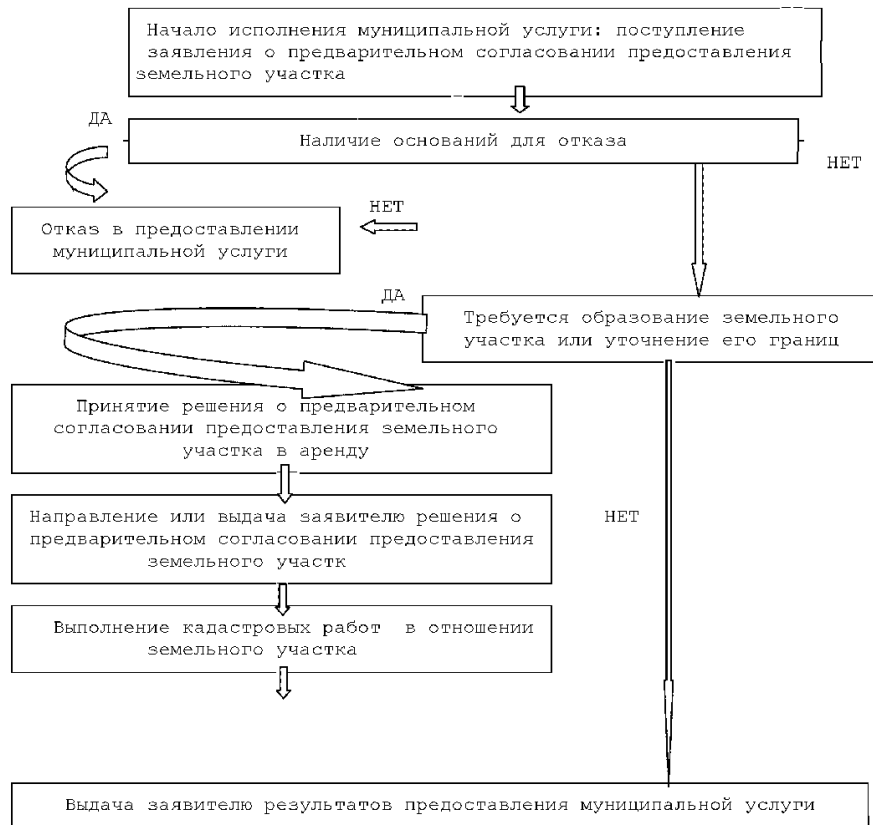 Начало исполнения муниципальной услуги: поступление
заявления о предварительном согласовании предоставления
земельного участка
ДА
Наличие оснований для отказа
НЕТ
НЕТ
Отказ в предоставлении
муниципальной услуги
ДА
Требуется образование земельного
участка или уточнение его границ
Принятие решения о предварительном
согласовании предоставления земельного
участка в аренду
Направление или выдача заявителю решения о
предварительном согласовании предоставления
земельного участк
НЕТ
Выполнение кадастровых работ в отношении
земельного участка
Выдача заявителю результатов предоставления муниципальной услуги